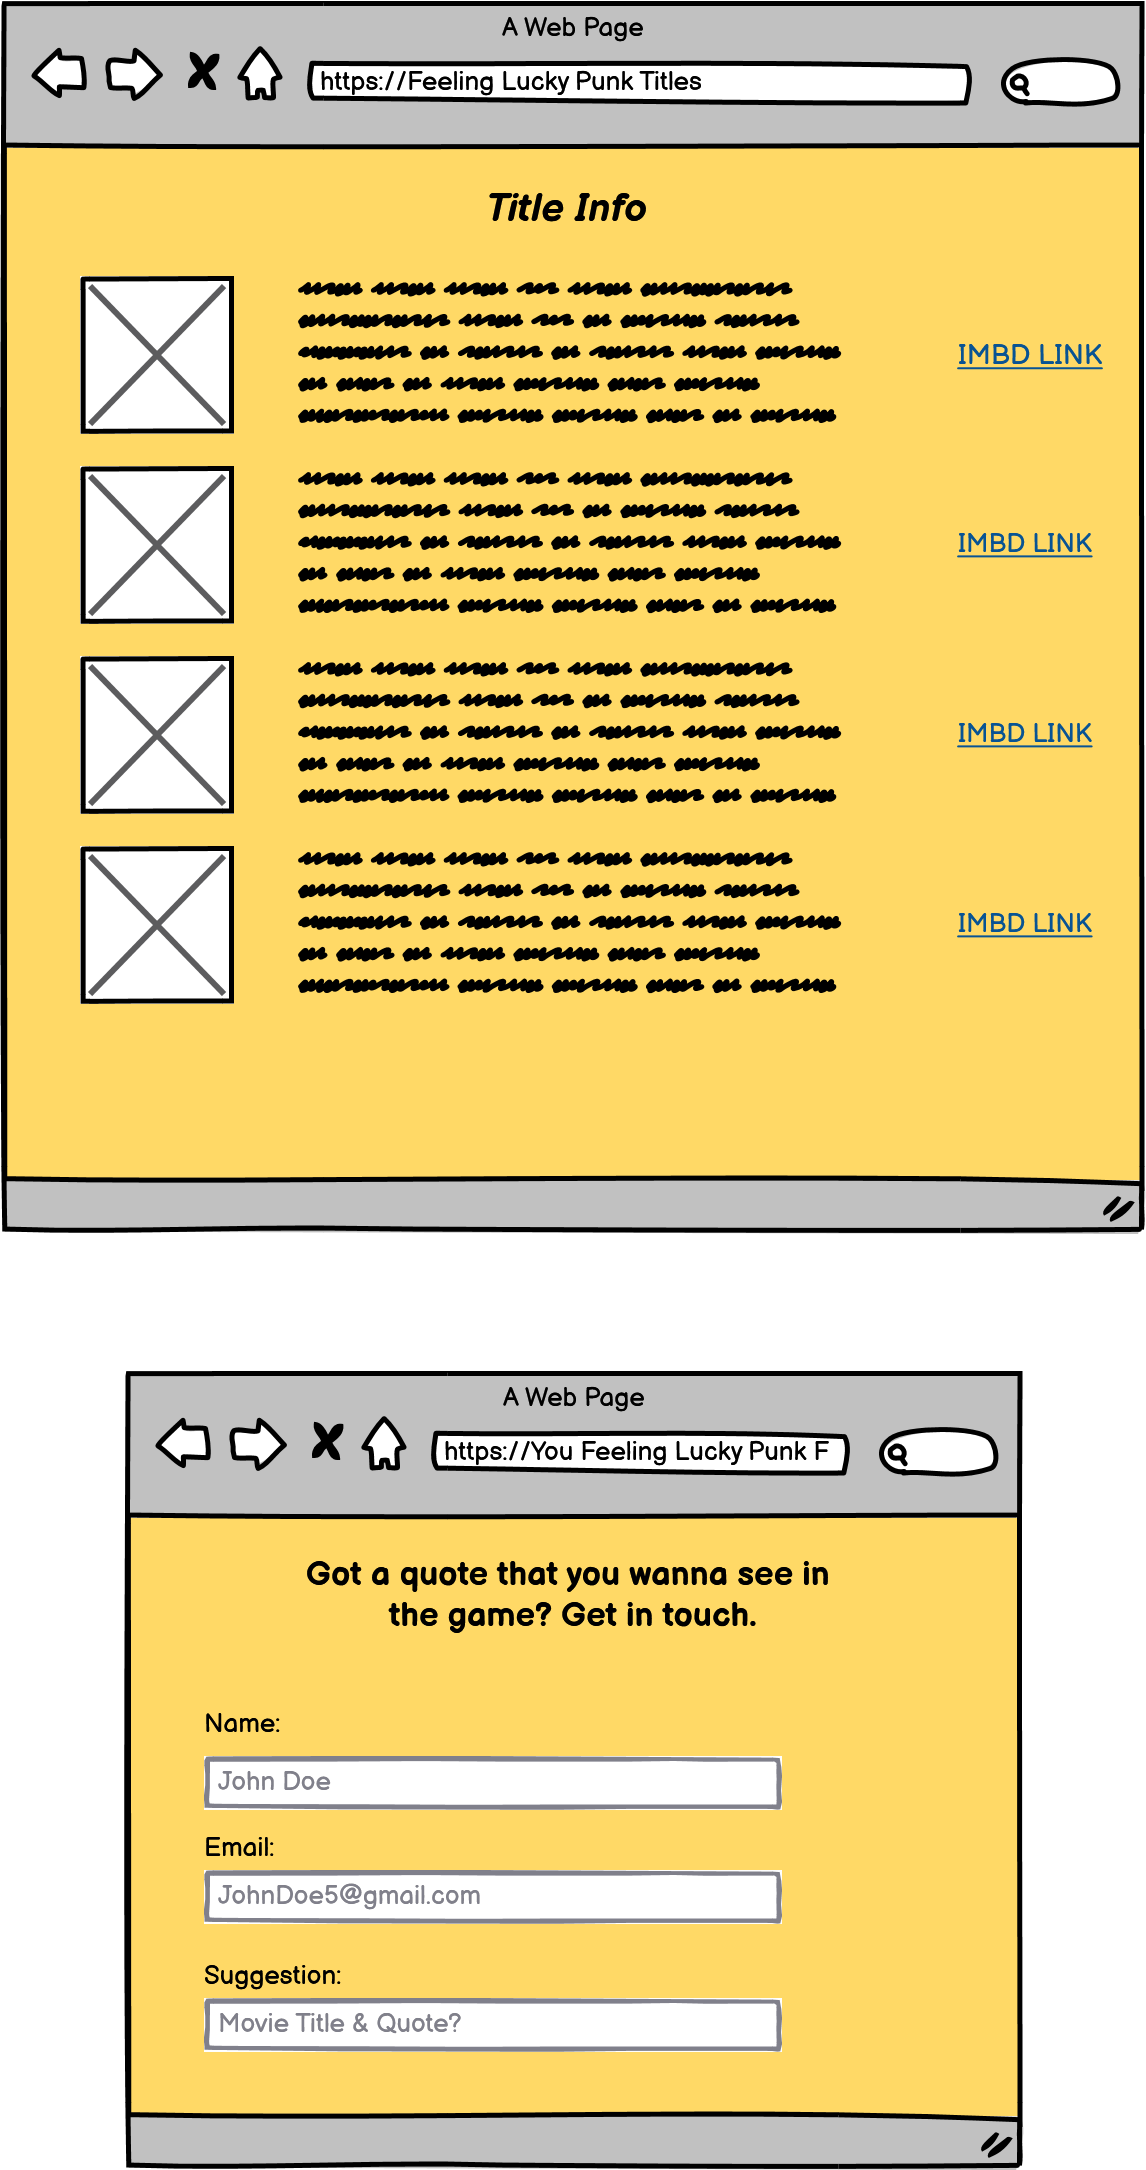 A Web Page
https://Feeling Lucky Punk Titles
Title Info
IMBD LINK
IMBD LINK
IMBD LINK
IMBD LINK
A Web Page
https://You Feeling Lucky Punk F
Got a quote that you wanna see in
the game? Get in touch.
Name:
John Doe
Email:
JohnDoe5@gmail.com
Suggestion:
Movie Title & Quote?